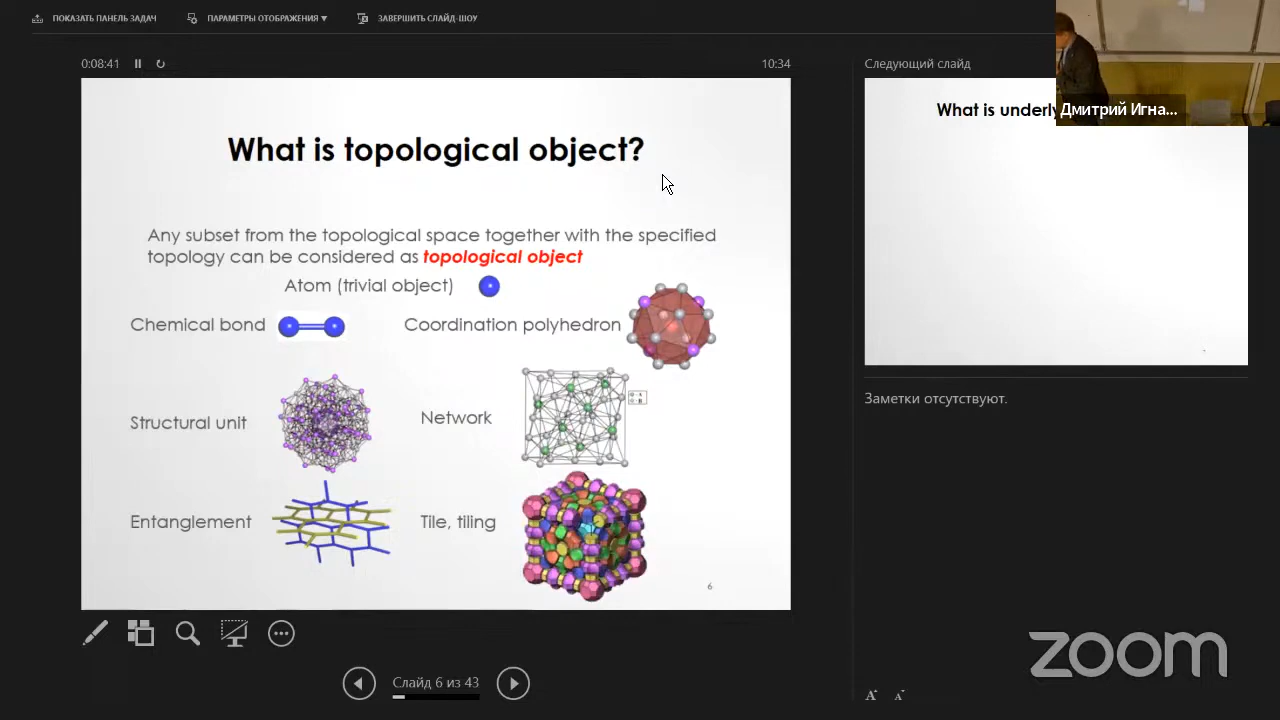 ПОКАЗАТЬ ПАНЕЛЬ ЗАДАЧ
ПАРАМЕТРЫ ОТОБРАЖЕНИЯ ▼
ЗАВЕРШИТЬ СЛАЙД-ШОУ
0:08:41
10:34
Следующий слайд
What is topological object?
Any subset from the topological space together with the specified
topology can be considered as topological object
Atom (trivial object)
Chemical bond
Coordination polyhedron
Structural unit
Network
Entanglement
Tile, tiling
6
What is underly
Дмитрий Игна...
Заметки отсутствуют.
Слайд 6 из 43
A A
zoom